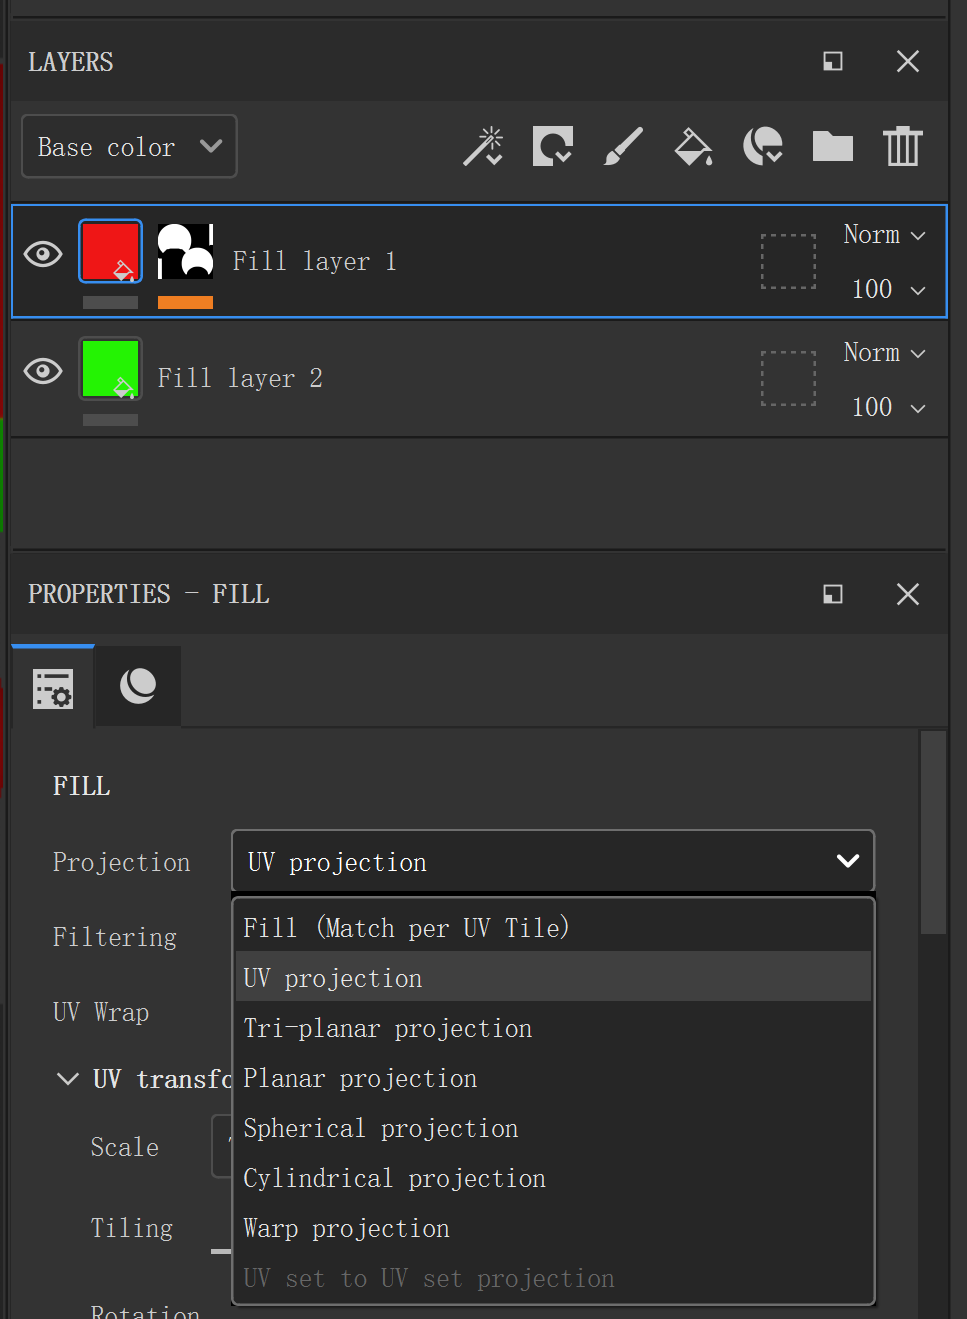 LAYERS
Base color
Fill layer 1
Norm
100
Fill layer 2
Norm
100
PROPERTIES - FILL
FILL
Projection
UV projection
Filtering
UV Wrap
UV transfo
Scale
Tiling
Rotation
Fill (Match per UV Tile)
UV projection
Tri-planar projection
Planar projection
Spherical projection
Cylindrical projection
Warp projection
UV set to UV set projection